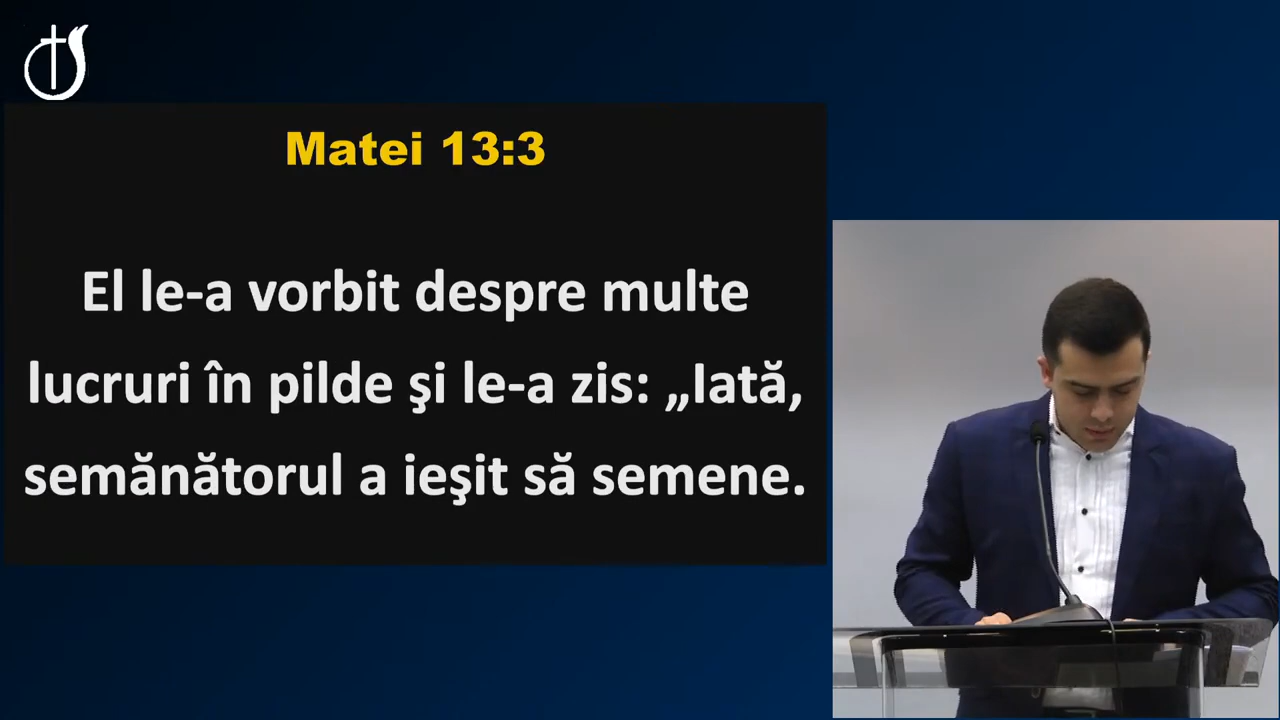 Matei 13:3
El le-a vorbit despre multe
lucruri în pilde şi le-a zis: „Iată,
semănătorul a ieşit să semene.